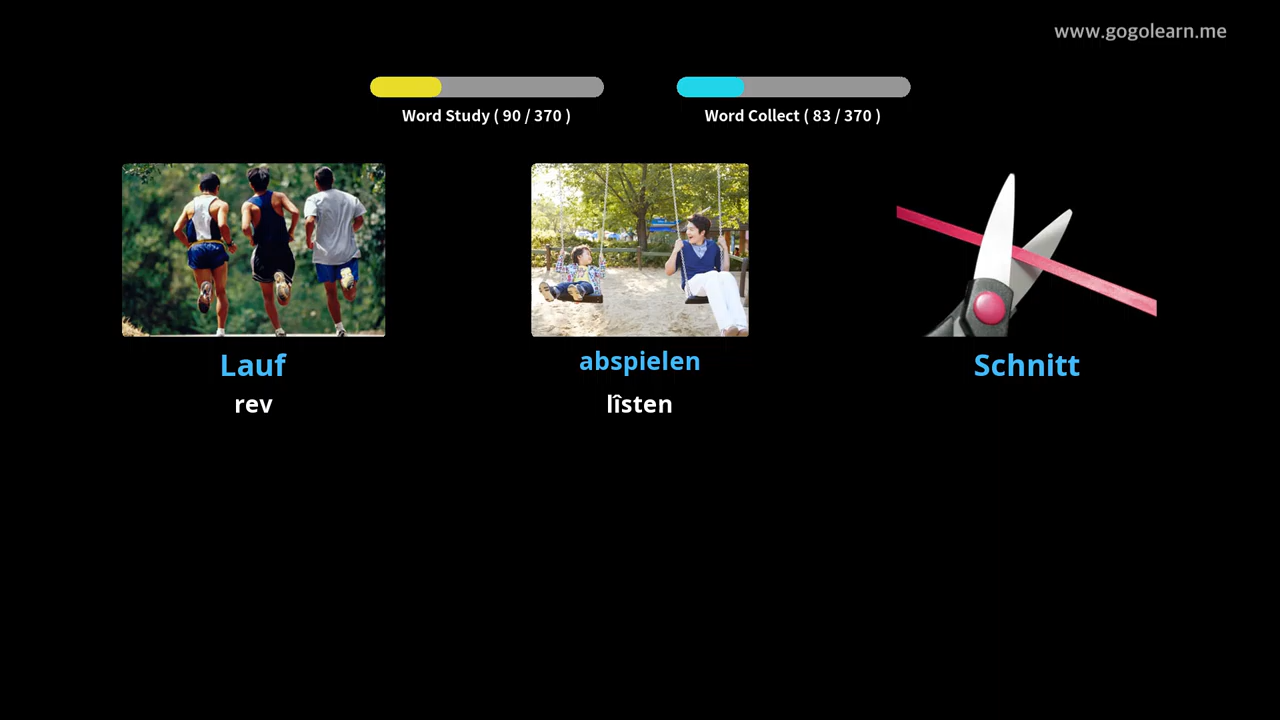 www.gogolearn.me
Word Study ( 90 / 370 )
Word Collect ( 83 / 370 )
Lauf
rev
abspielen
lîsten
Schnitt